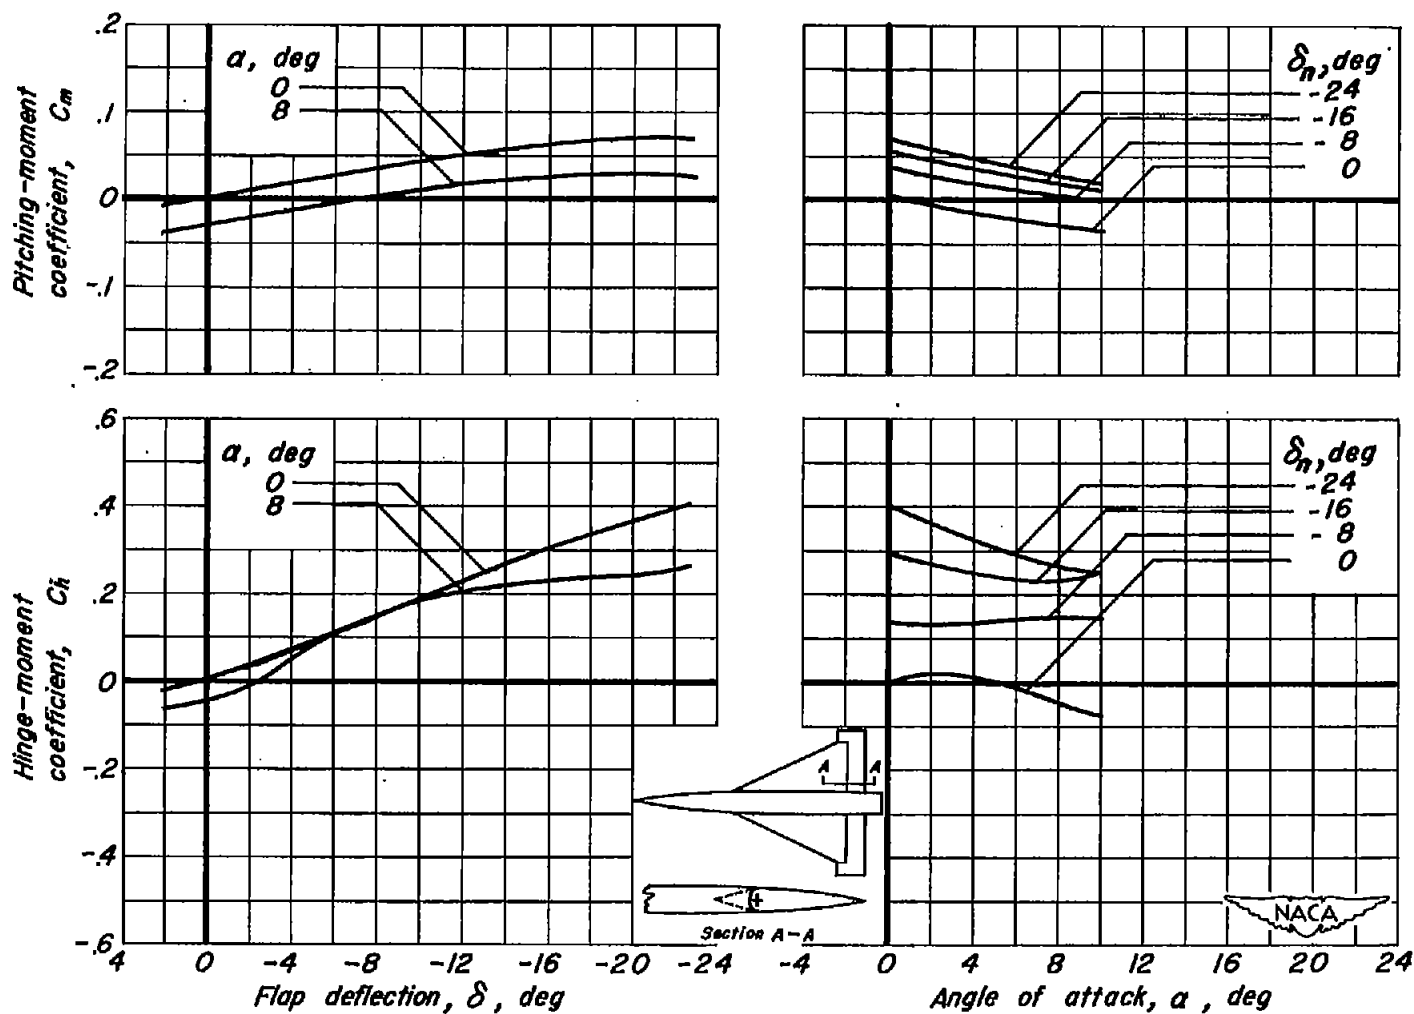 .2
.1
0
-.1
-.2
Pitching-moment
coefficient, Cm
α, deg
0
8
δn, deg
-24
-16
-8
0
.6
.4
.2
0
-.2
-.4
-.6
Hinge-moment
coefficient, Ch
α, deg
0
8
δn, deg
-24
-16
-8
0
A A
Section A-A
NACA
4 0 -4 -8 -12 -16 -20 -24
Flap deflection, δ, deg
-4 0 4 8 12 16 20 24
Angle of attack, α, deg